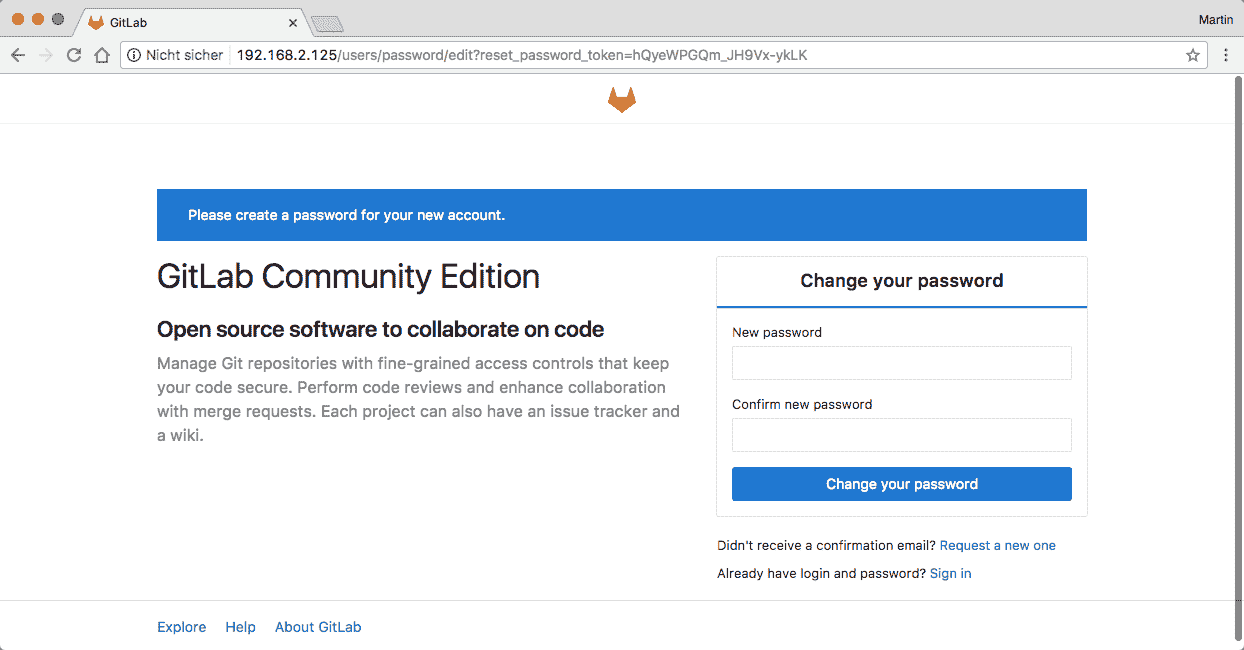 GitLab
Martin
Nicht sicher 192.168.2.125/users/password/edit?reset_password_token=hQyeWPGQm_JH9Vx-ykLK
Please create a password for your new account.
GitLab Community Edition
Open source software to collaborate on code
Manage Git repositories with fine-grained access controls that keep
your code secure. Perform code reviews and enhance collaboration
with merge requests. Each project can also have an issue tracker and
a wiki.
Change your password
New password
Confirm new password
Change your password
Didn't receive a confirmation email? Request a new one
Already have login and password? Sign in
Explore Help About GitLab